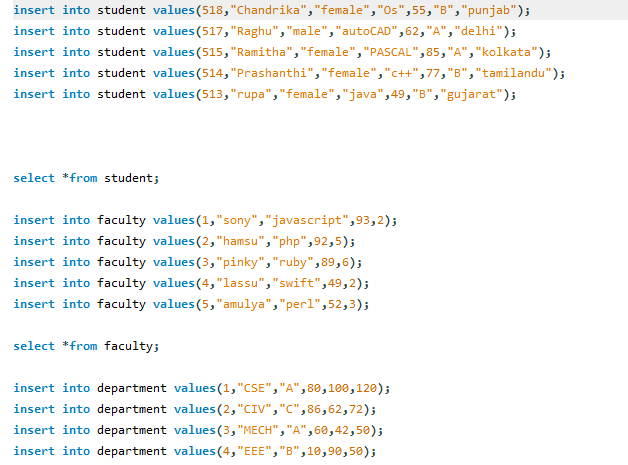 insert into student values(518,"Chandrika","female","Os",55,"B","punjab");
insert into student values(517,"Raghu","male","autoCAD",62,"A","delhi");
insert into student values(515,"Ramitha","female","PASCAL",85,"A","kolkata");
insert into student values(514,"Prashanthi","female","c++",77,"B","tamilandu");
insert into student values(513,"rupa","female","java",49,"B","gujarat");
select *from student;
insert into faculty values(1,"sony","javascript",93,2);
insert into faculty values(2,"hamsu","php",92,5);
insert into faculty values(3,"pinky","ruby",89,6);
insert into faculty values(4,"lassu","swift",49,2);
insert into faculty values(5,"amulya","perl",52,3);
select *from faculty;
insert into department values(1,"CSE","A",80,100,120);
insert into department values(2,"CIV","C",86,62,72);
insert into department values(3,"MECH","A",60,42,50);
insert into department values(4,"EEE","B",10,90,50);